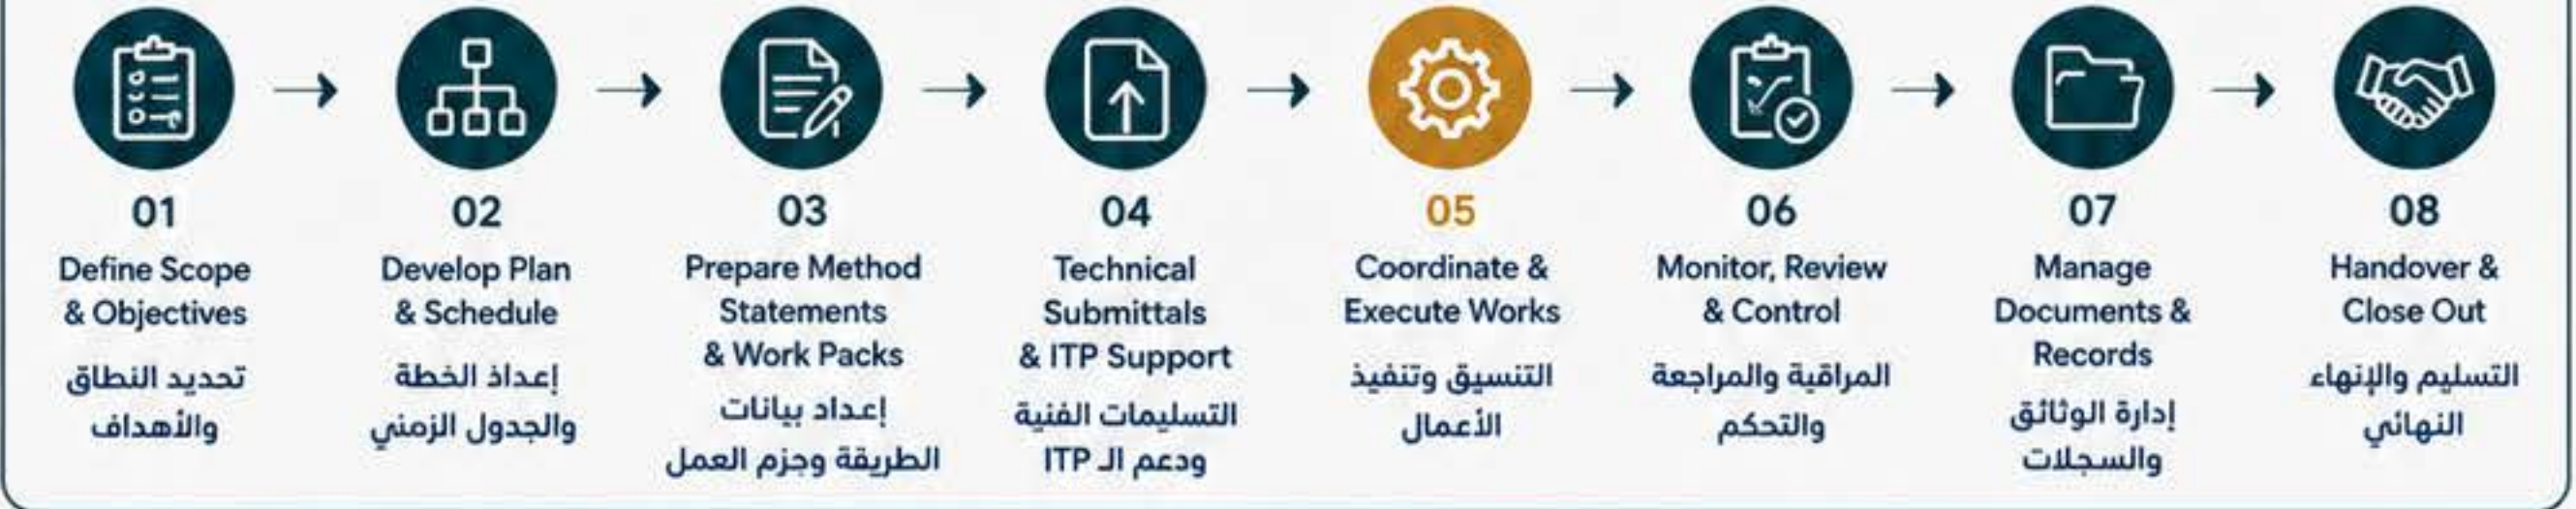 01
Define Scope
& Objectives
تحديد النطاق
والأهداف
02
Develop Plan
& Schedule
إعداذ الخطة
والجدول الزمني
03
Prepare Method
Statements
& Work Packs
إعداد بيانات
الطريقة وجزم العمل
04
Technical
Submittals
& ITP Support
التسليمات الفنية
ودعم الـ ITP
05
Coordinate &
Execute Works
التنسيق وتنفيذ
الأعمال
06
Monitor, Review
& Control
المراقبة والمراجعة
والتحكم
07
Manage
Documents &
Records
إدارة الوثائق
والسجلات
08
Handover &
Close Out
التسليم والإنهاء
النهائي